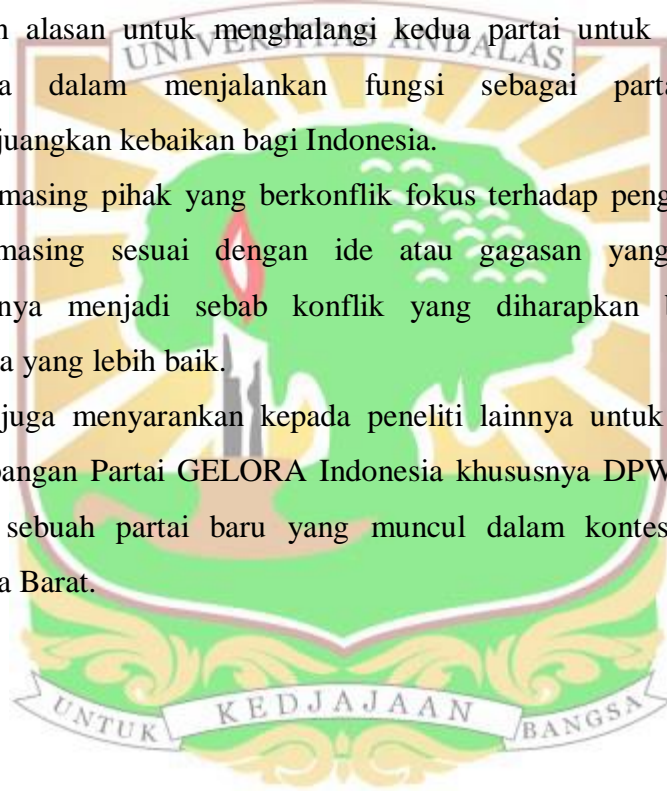 n alasan untuk menghalangi kedua partai untuk
UNIVERSITAS ANDALAS
a dalam menjalankan fungsi sebagai parta
juangkan kebaikan bagi Indonesia.
masing pihak yang berkonflik fokus terhadap peng
masing sesuai dengan ide atau gagasan yang
nya menjadi sebab konflik yang diharapkan b
a yang lebih baik.
juga menyarankan kepada peneliti lainnya untuk
bangan Partai GELORA Indonesia khususnya DPW
sebuah partai baru yang muncul dalam kontes
a Barat.
UNTUK KEDJAJAAN BANGSA